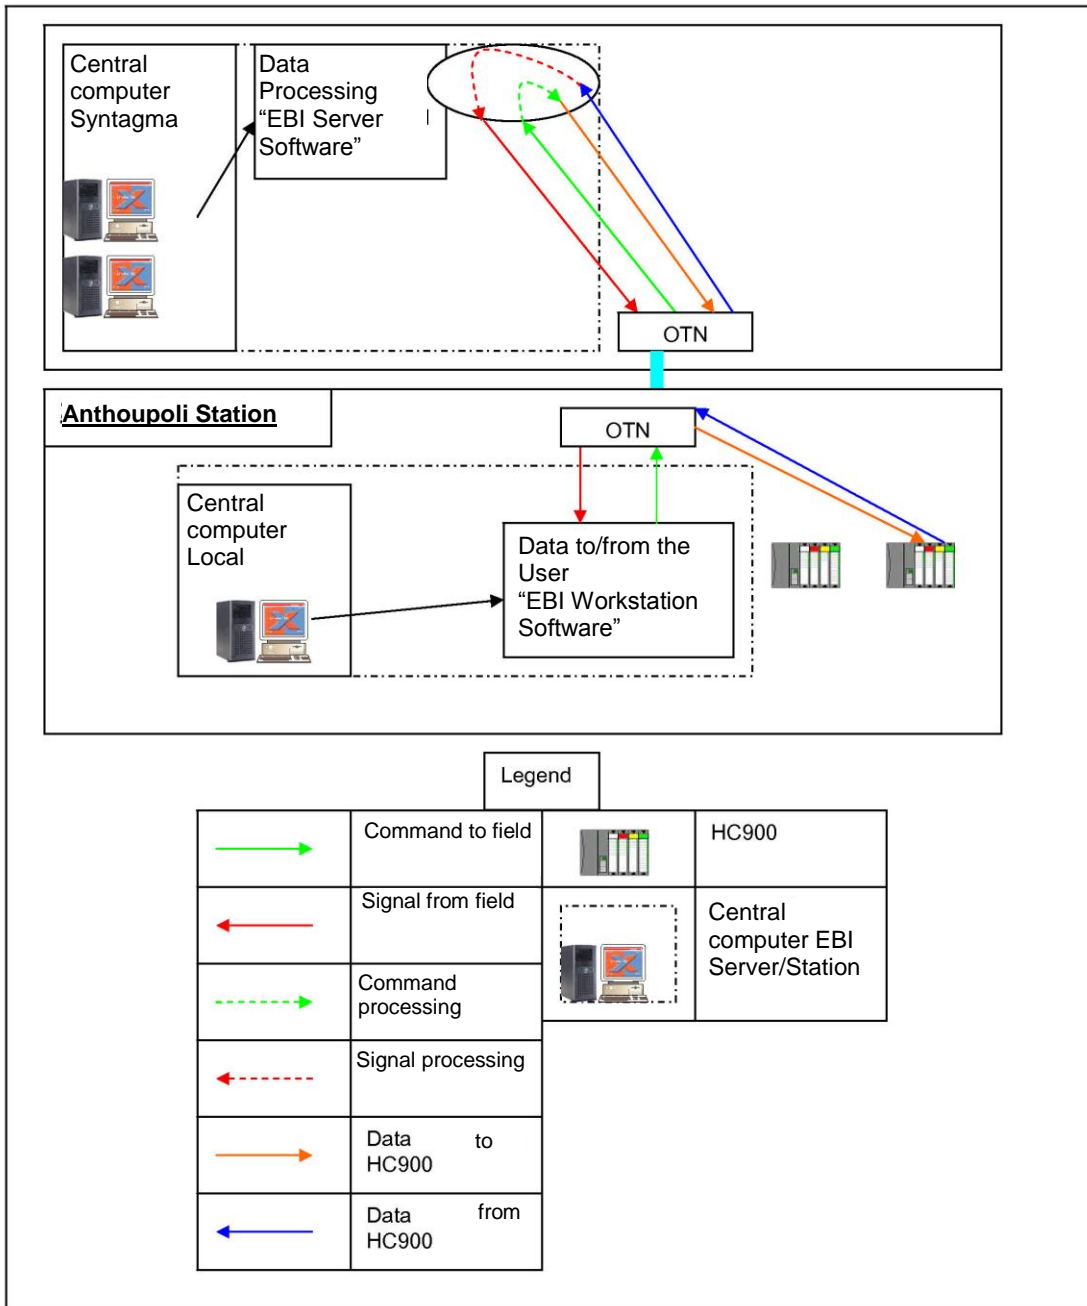 Central
computer
Syntagma
Data
Processing
“EBI Server
Software”
OTN
Anthoupoli Station
OTN
Central
computer
Local
Data to/from the
User
“EBI Workstation
Software”
Legend
Command to field
HC900
Signal from field
Central
computer EBI
Server/Station
Command
processing
Signal processing
Data to
HC900
Data from
HC900